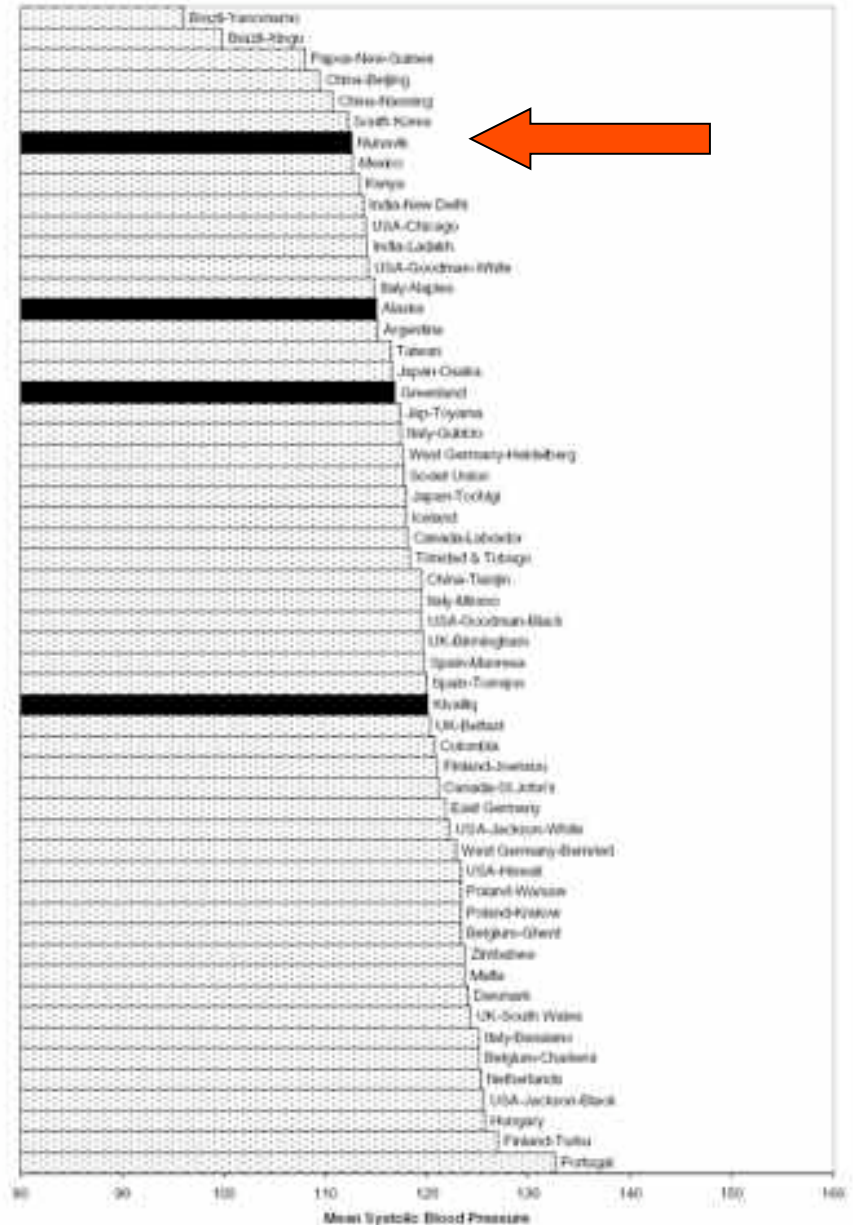 Brazil-Yanomamo
Brazil-Xingu
Papua-New-Guinea
China-Beijing
China-Nanning
South-Korea
Nunavik
Mexico
Kenya
India-New Delhi
USA-Chicago
India-Ladakh
USA-Goodman-White
Italy-Naples
Alaska
Argentina
Taiwan
Japan-Osaka
Greenland
Jap-Toyama
Italy-Gubbio
West Germany-Heidelberg
Soviet Union
Japan-Tochigi
Iceland
Canada-Labrador
Trinidad & Tobago
China-Tianjin
Italy-Mirano
USA-Goodman-Black
UK-Birmingham
Spain-Manresa
Spain-Torrejon
Kivalliq
UK-Belfast
Colombia
Finland-Joensuu
Canada-St.John's
East Germany
USA-Jackson-White
West Germany-Bernried
USA-Hawaii
Poland-Warsaw
Poland-Krakow
Belgium-Ghent
Zimbabwe
Malta
Denmark
UK-South Wales
Italy-Bassiano
Belgium-Charleroi
Netherlands
USA-Jackson-Black
Hungary
Finland-Turku
Portugal
90 100 110 120 130 140 150 160
Mean Systolic Blood Pressure